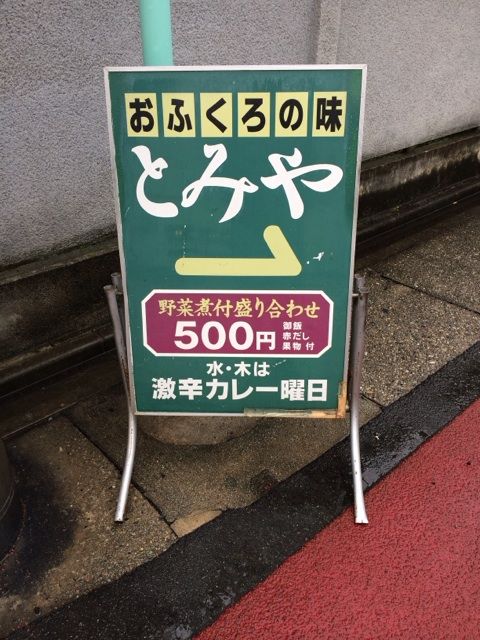 おふくろの味
とみや
野菜煮付盛り合わせ
500円 御飯
赤だし
果物 付
水・木は
激辛カレー曜日